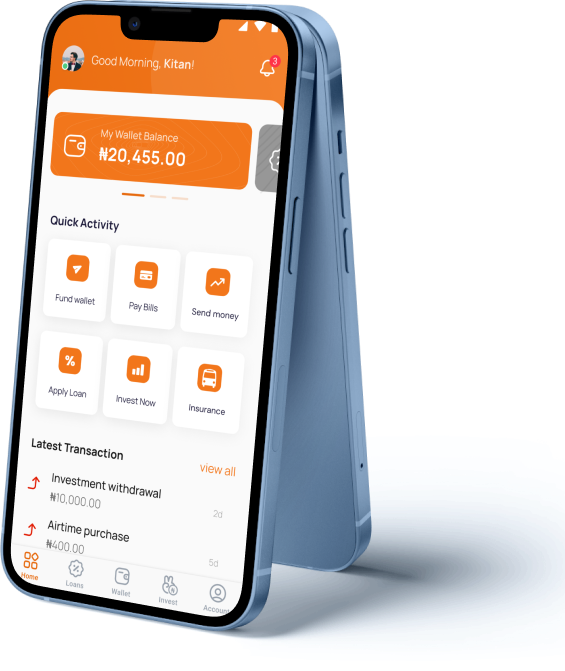 Good Morning, Kitan!
3
My Wallet Balance
₦20,455.00
Quick Activity
Fund wallet
Pay Bills
Send money
Apply Loan
Invest Now
Insurance
Latest Transaction
view all
Investment withdrawal
₦10,000.00
2d
Airtime purchase
₦400.00
5d
Home
Loans
Wallet
Invest
Account